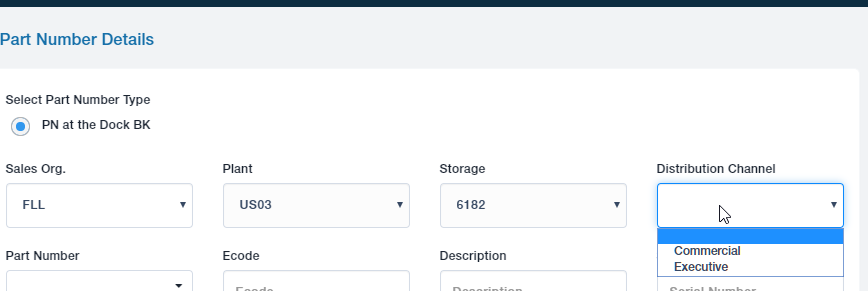 Part Number Details
Select Part Number Type
PN at the Dock BK
Sales Org. Plant Storage Distribution Channel
FLL US03 6182
Commercial
Executive
Part Number Ecode Description
Ecode Description Serial Number